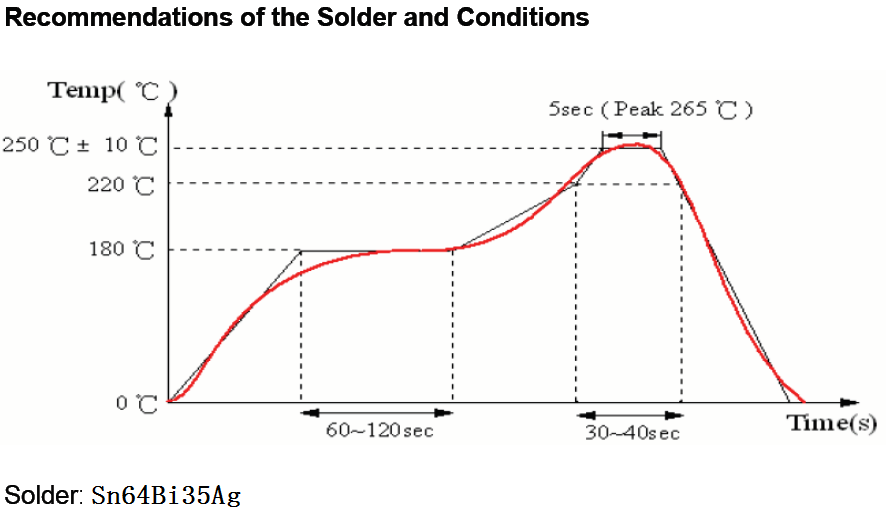 Recommendations of the Solder and Conditions
Temp( ℃ )
5sec ( Peak 265 ℃ )
250 ℃ ± 10 ℃
220 ℃
180 ℃
0 ℃
60~120sec
30~40sec
Time(s)
Solder: Sn64Bi35Ag